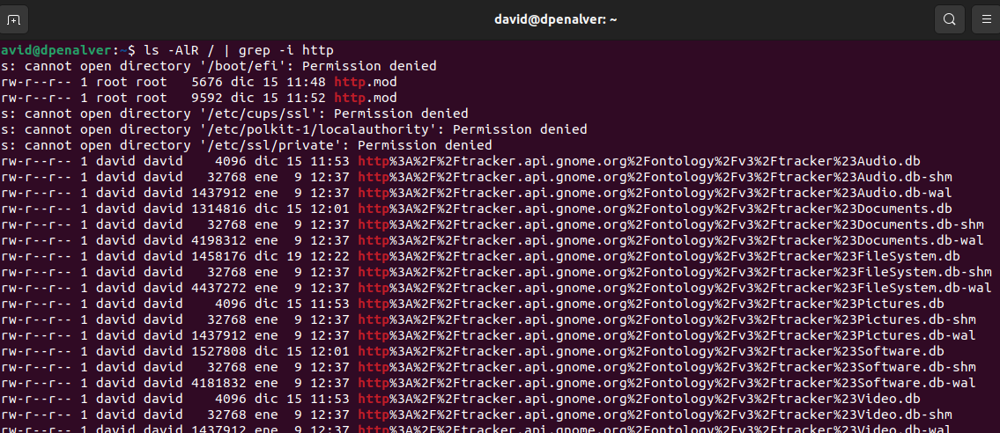 david@dpenalver: ~
avid@dpenalver:~$ ls -AlR / | grep -i http
s: cannot open directory '/boot/efi': Permission denied
rw-r--r-- 1 root root   5676 dic 15 11:48 http.mod
rw-r--r-- 1 root root   9592 dic 15 11:52 http.mod
s: cannot open directory '/etc/cups/ssl': Permission denied
s: cannot open directory '/etc/polkit-1/localauthority': Permission denied
s: cannot open directory '/etc/ssl/private': Permission denied
rw-r--r-- 1 david david    4096 dic 15 11:53 http%3A%2F%2Ftracker.api.gnome.org%2Fontology%2Fv3%2Ftracker%23Audio.db
rw-r--r-- 1 david david   32768 ene  9 12:37 http%3A%2F%2Ftracker.api.gnome.org%2Fontology%2Fv3%2Ftracker%23Audio.db-shm
rw-r--r-- 1 david david 1437912 ene  9 12:37 http%3A%2F%2Ftracker.api.gnome.org%2Fontology%2Fv3%2Ftracker%23Audio.db-wal
rw-r--r-- 1 david david 1314816 dic 15 12:01 http%3A%2F%2Ftracker.api.gnome.org%2Fontology%2Fv3%2Ftracker%23Documents.db
rw-r--r-- 1 david david   32768 ene  9 12:37 http%3A%2F%2Ftracker.api.gnome.org%2Fontology%2Fv3%2Ftracker%23Documents.db-shm
rw-r--r-- 1 david david 4198312 ene  9 12:37 http%3A%2F%2Ftracker.api.gnome.org%2Fontology%2Fv3%2Ftracker%23Documents.db-wal
rw-r--r-- 1 david david 1458176 dic 19 12:22 http%3A%2F%2Ftracker.api.gnome.org%2Fontology%2Fv3%2Ftracker%23FileSystem.db
rw-r--r-- 1 david david   32768 ene  9 12:37 http%3A%2F%2Ftracker.api.gnome.org%2Fontology%2Fv3%2Ftracker%23FileSystem.db-shm
rw-r--r-- 1 david david 4437272 ene  9 12:37 http%3A%2F%2Ftracker.api.gnome.org%2Fontology%2Fv3%2Ftracker%23FileSystem.db-wal
rw-r--r-- 1 david david    4096 dic 15 11:53 http%3A%2F%2Ftracker.api.gnome.org%2Fontology%2Fv3%2Ftracker%23Pictures.db
rw-r--r-- 1 david david   32768 ene  9 12:37 http%3A%2F%2Ftracker.api.gnome.org%2Fontology%2Fv3%2Ftracker%23Pictures.db-shm
rw-r--r-- 1 david david 1437912 ene  9 12:37 http%3A%2F%2Ftracker.api.gnome.org%2Fontology%2Fv3%2Ftracker%23Pictures.db-wal
rw-r--r-- 1 david david 1527808 dic 15 12:01 http%3A%2F%2Ftracker.api.gnome.org%2Fontology%2Fv3%2Ftracker%23Software.db
rw-r--r-- 1 david david   32768 ene  9 12:37 http%3A%2F%2Ftracker.api.gnome.org%2Fontology%2Fv3%2Ftracker%23Software.db-shm
rw-r--r-- 1 david david 4181832 ene  9 12:37 http%3A%2F%2Ftracker.api.gnome.org%2Fontology%2Fv3%2Ftracker%23Software.db-wal
rw-r--r-- 1 david david    4096 dic 15 11:53 http%3A%2F%2Ftracker.api.gnome.org%2Fontology%2Fv3%2Ftracker%23Video.db
rw-r--r-- 1 david david   32768 ene  9 12:37 http%3A%2F%2Ftracker.api.gnome.org%2Fontology%2Fv3%2Ftracker%23Video.db-shm
rw-r--r-- 1 david david 1437912 ene  9 12:37 http%3A%2F%2Ftracker.api.gnome.org%2Fontology%2Fv3%2Ftracker%23Video.db-wal